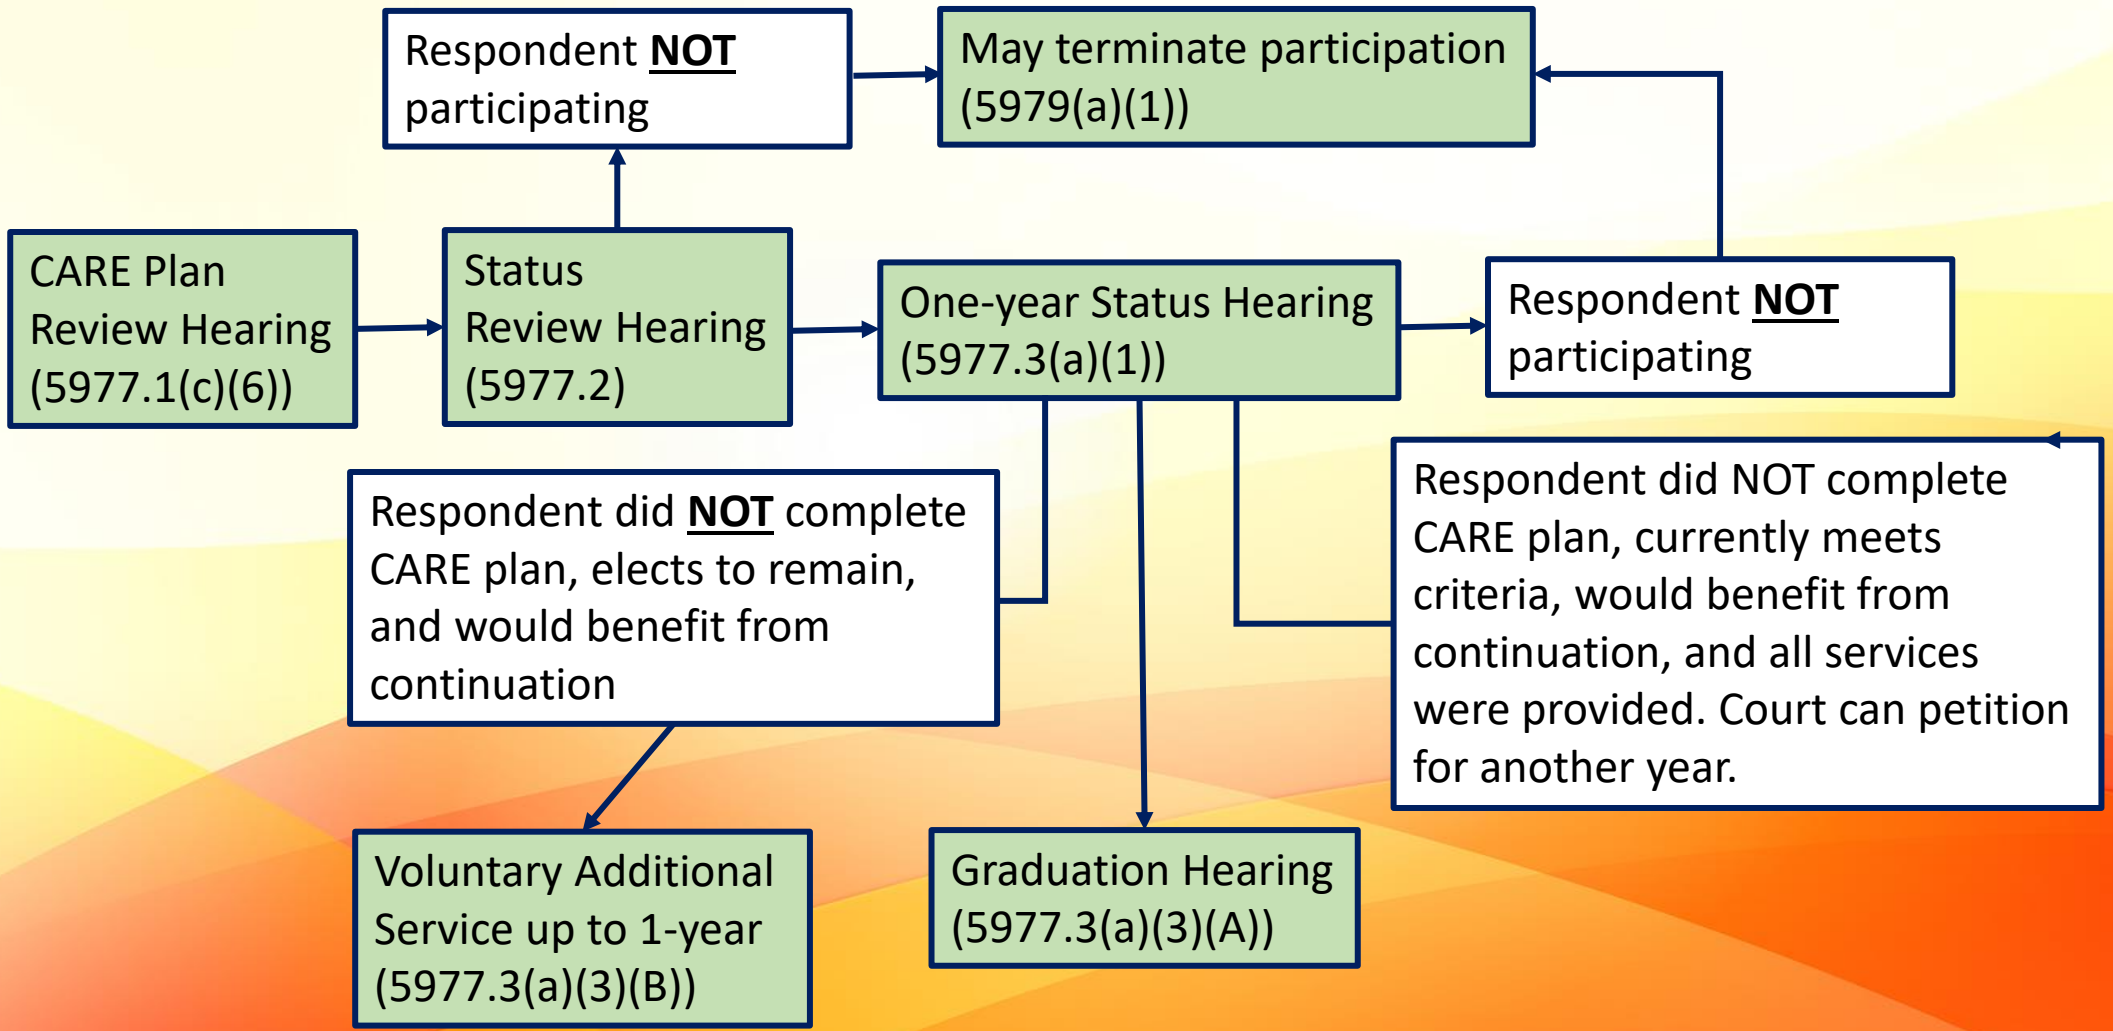 Respondent NOT
participating
May terminate participation
(5979(a)(1))
CARE Plan
Review Hearing
(5977.1(c)(6))
Status
Review Hearing
(5977.2)
One-year Status Hearing
(5977.3(a)(1))
Respondent NOT
participating
Respondent did NOT complete
CARE plan, elects to remain,
and would benefit from
continuation
Respondent did NOT complete
CARE plan, currently meets
criteria, would benefit from
continuation, and all services
were provided. Court can petition
for another year.
Voluntary Additional
Service up to 1-year
(5977.3(a)(3)(B))
Graduation Hearing
(5977.3(a)(3)(A))